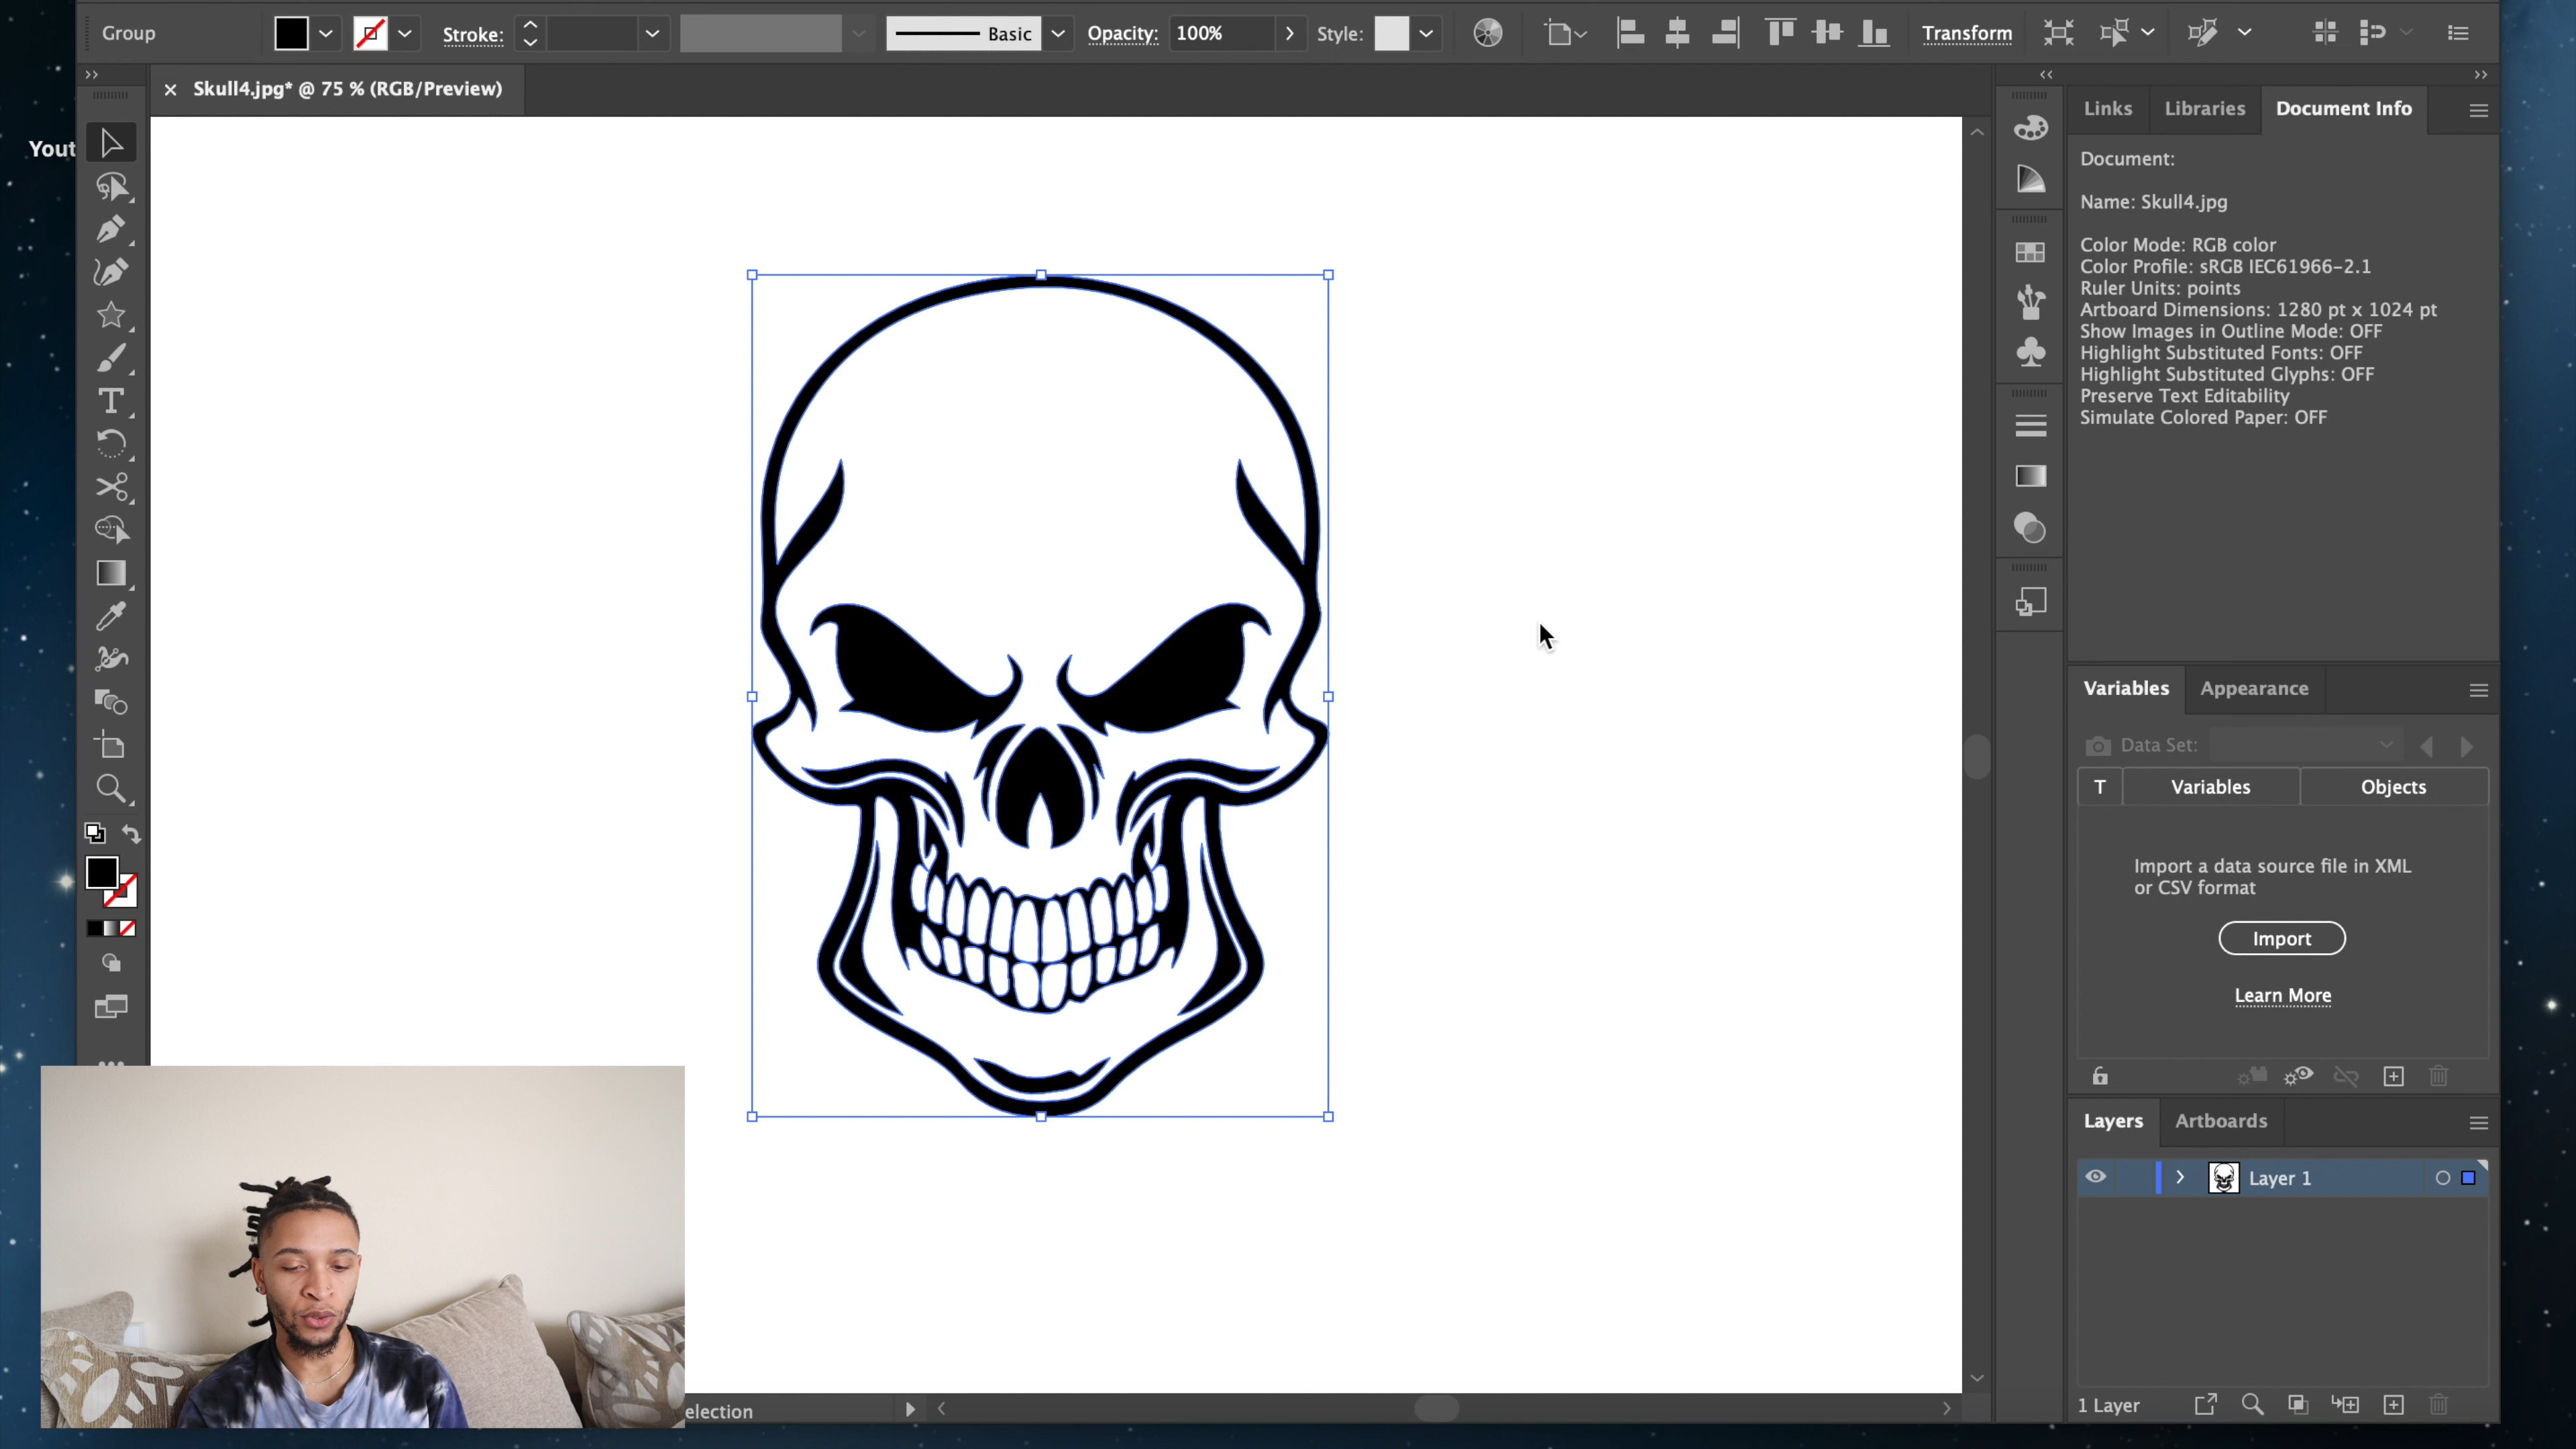 Group
Stroke:
Basic
Opacity: 100%
Style:
Transform
Skull4.jpg* @ 75 % (RGB/Preview)
Links Libraries Document Info
Yout
Document:
Name: Skull4.jpg
Color Mode: RGB color
Color Profile: sRGB IEC61966-2.1
Ruler Units: points
Artboard Dimensions: 1280 pt x 1024 pt
Show Images in Outline Mode: OFF
Highlight Substituted Fonts: OFF
Highlight Substituted Glyphs: OFF
Preserve Text Editability
Simulate Colored Paper: OFF
Variables Appearance
Data Set:
T Variables Objects
Import a data source file in XML
or CSV format
Import
Learn More
Layers Artboards
Layer 1
1 Layer
election